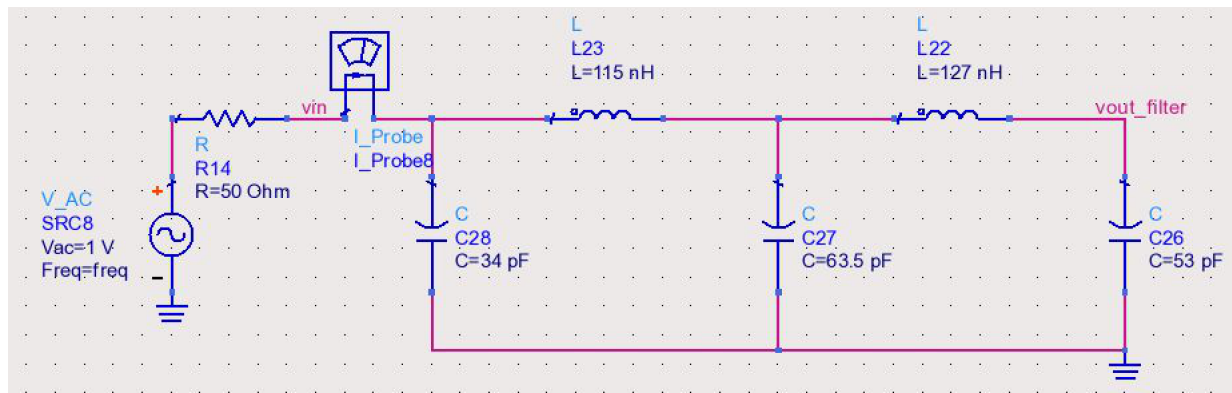 L
L23
L=115 nH
L
L22
L=127 nH
vin
vout_filter
I_Probe
I_Probe8
R
R14
R=50 Ohm
V_AC
SRC8
Vac=1 V
Freq=freq
+
-
C
C28
C=34 pF
C
C27
C=63.5 pF
C
C26
C=53 pF